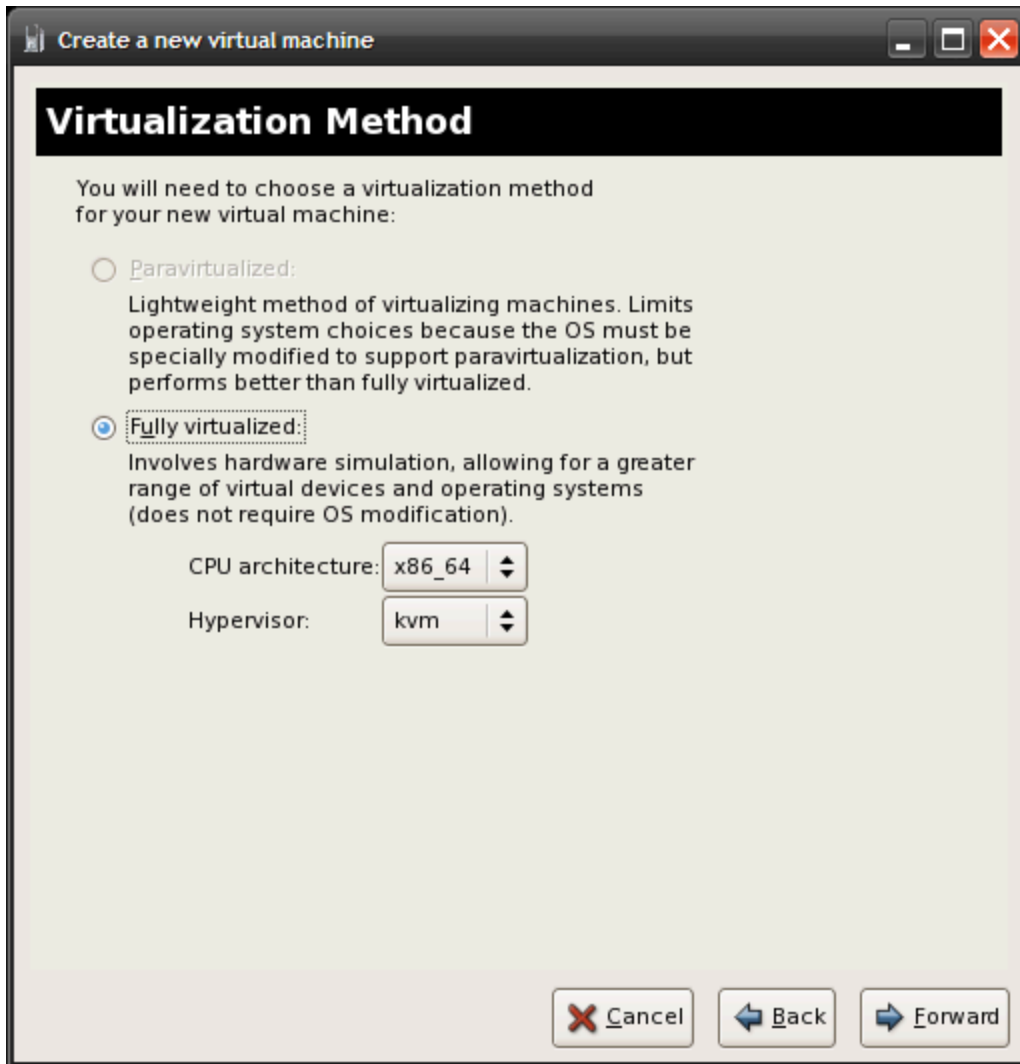 Create a new virtual machine
Virtualization Method
You will need to choose a virtualization method
for your new virtual machine:
Paravirtualized:
Lightweight method of virtualizing machines. Limits
operating system choices because the OS must be
specially modified to support paravirtualization, but
performs better than fully virtualized.
Fully virtualized:
Involves hardware simulation, allowing for a greater
range of virtual devices and operating systems
(does not require OS modification).
CPU architecture: x86_64
Hypervisor: kvm
Cancel Back Forward